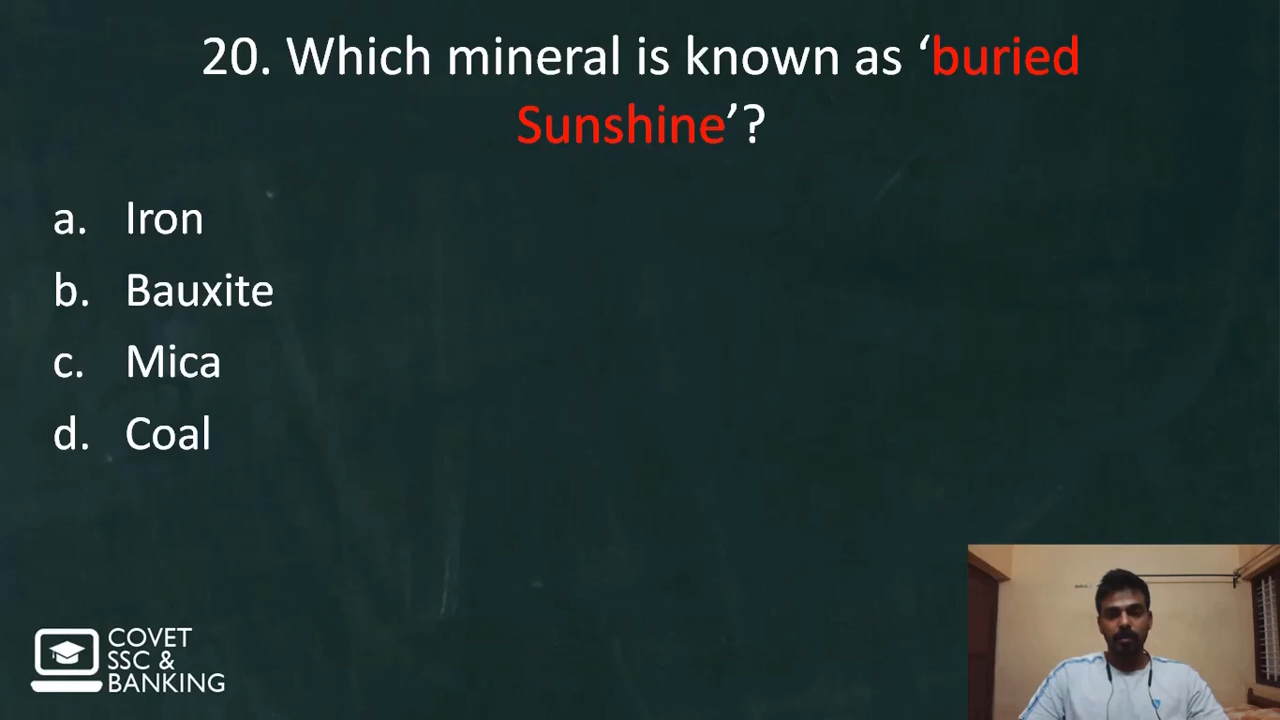 20. Which mineral is known as ‘buried
Sunshine’?
a. Iron
b. Bauxite
c. Mica
d. Coal
COVET
SSC &
BANKING